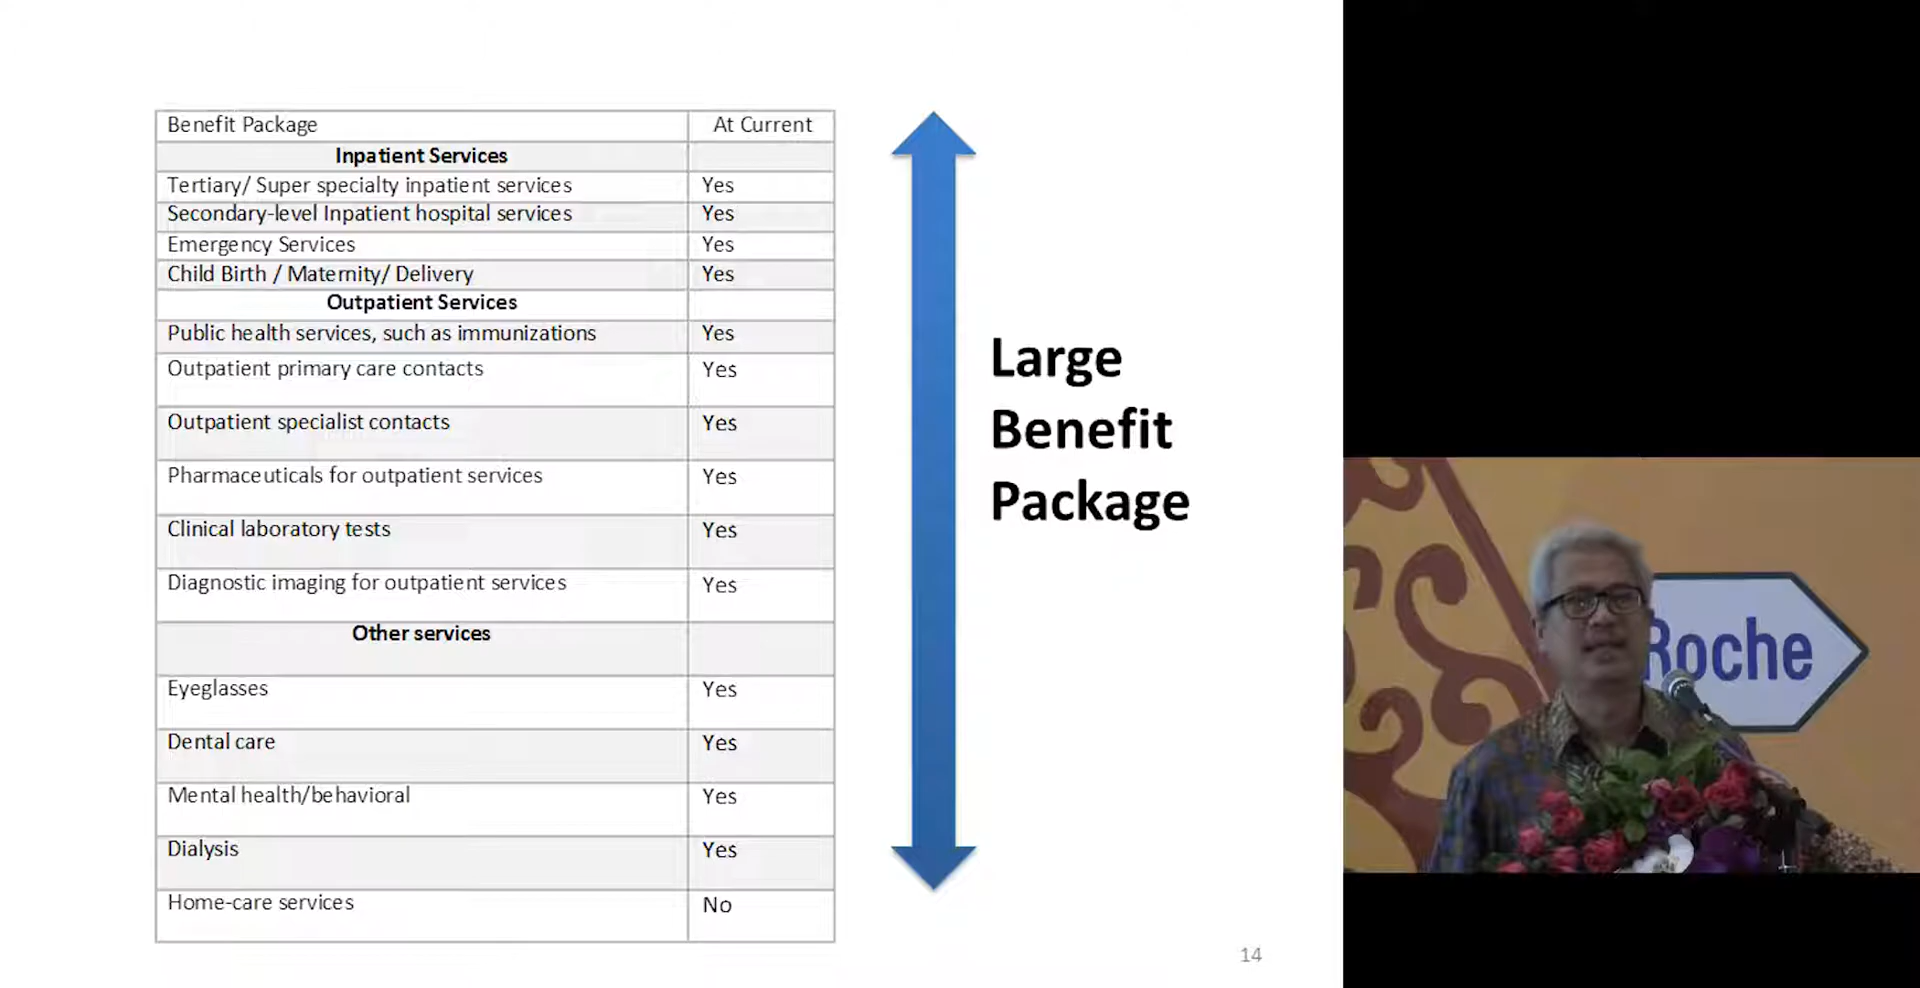 Benefit Package At Current
Inpatient Services
Tertiary/ Super specialty inpatient services Yes
Secondary-level Inpatient hospital services Yes
Emergency Services Yes
Child Birth / Maternity/ Delivery Yes
Outpatient Services
Public health services, such as immunizations Yes
Outpatient primary care contacts Yes
Outpatient specialist contacts Yes
Pharmaceuticals for outpatient services Yes
Clinical laboratory tests Yes
Diagnostic imaging for outpatient services Yes
Other services
Eyeglasses Yes
Dental care Yes
Mental health/behavioral Yes
Dialysis Yes
Home-care services No
Large
Benefit
Package
14
Roche